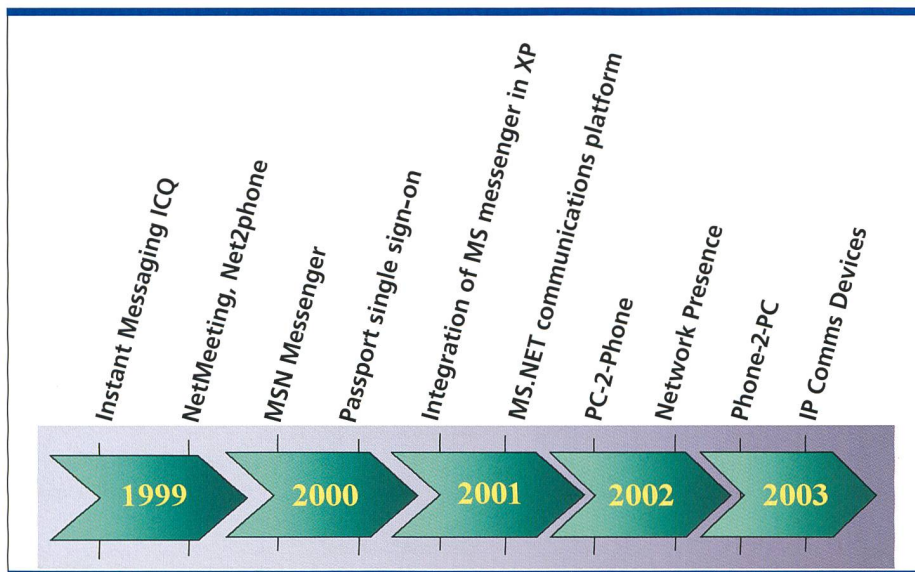 Instant Messaging ICQ
NetMeeting, Net2phone
MSN Messenger
Passport single sign-on
Integration of MS messenger in XP
MS.NET communications platform
PC-2-Phone
Network Presence
Phone-2-PC
IP Comms Devices
1999
2000
2001
2002
2003